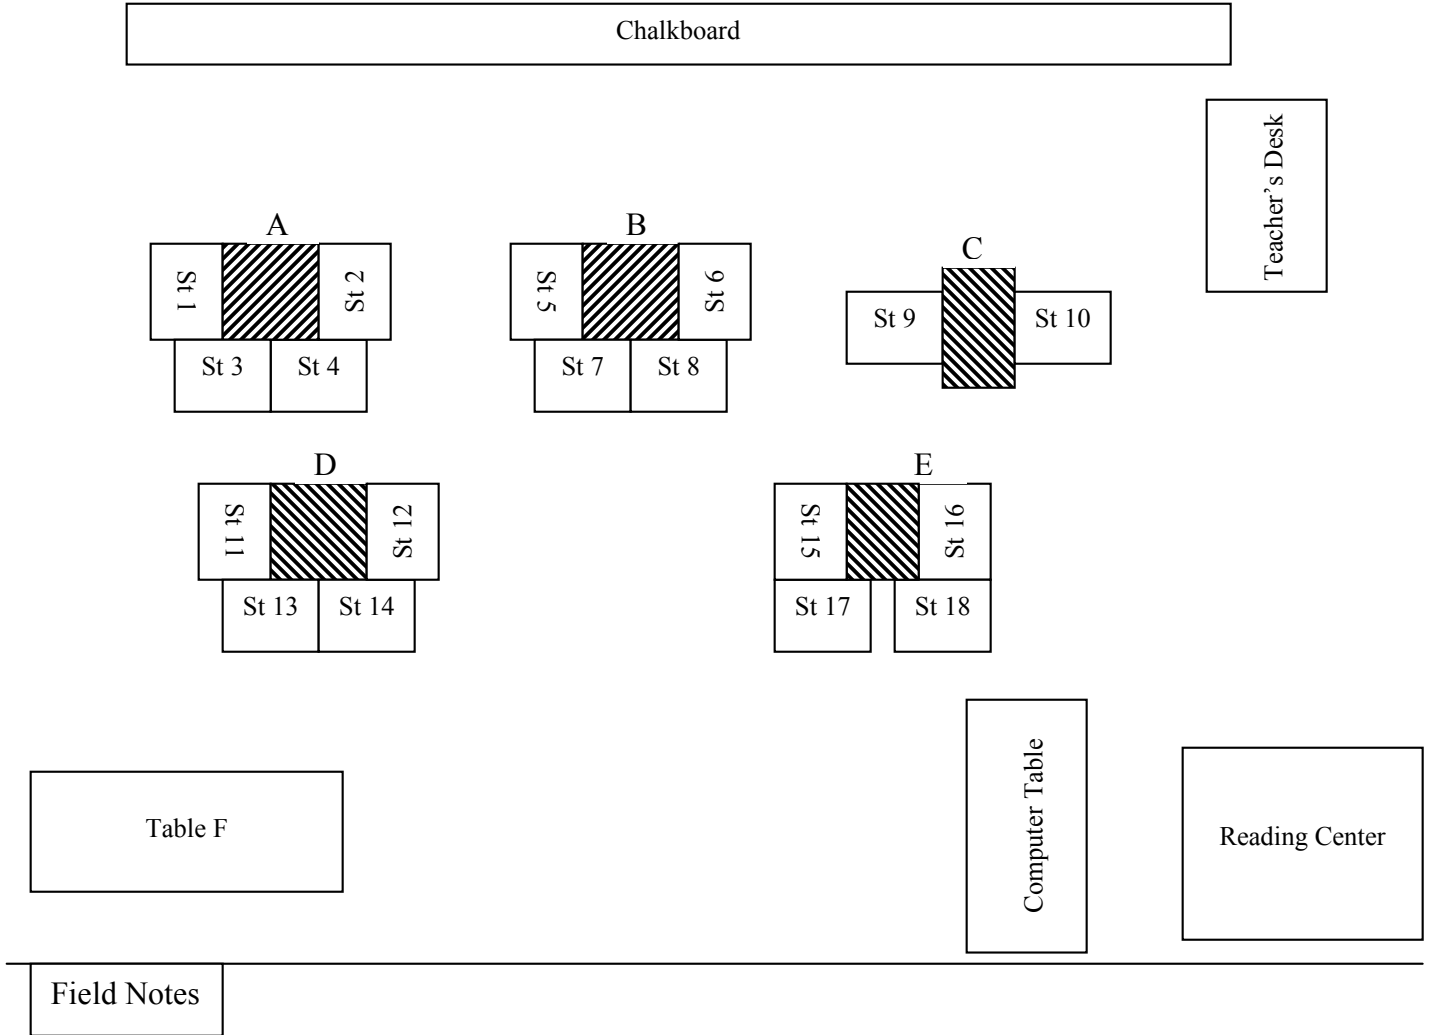 Chalkboard
Teacher's Desk
A
B
C
St 1
St 2
St 5
St 6
St 9
St 10
St 3
St 4
St 7
St 8
D
E
St 11
St 12
St 15
St 16
St 13
St 14
St 17
St 18
Table F
Computer Table
Reading Center
Field Notes